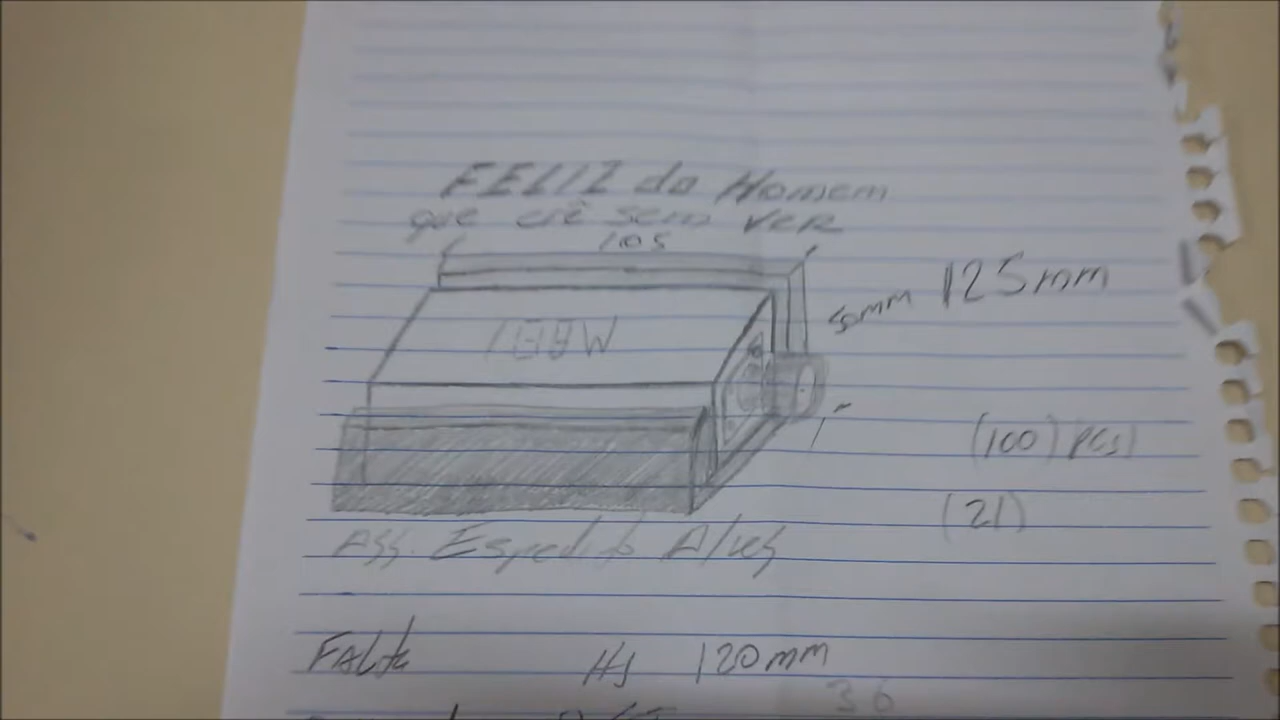 FELIZ do Homem
que crê sem VER
105
50mm 125mm
100W
(100) pcs)
(21)
Ass. Espedito Alves
FAlta Hs 120mm
36